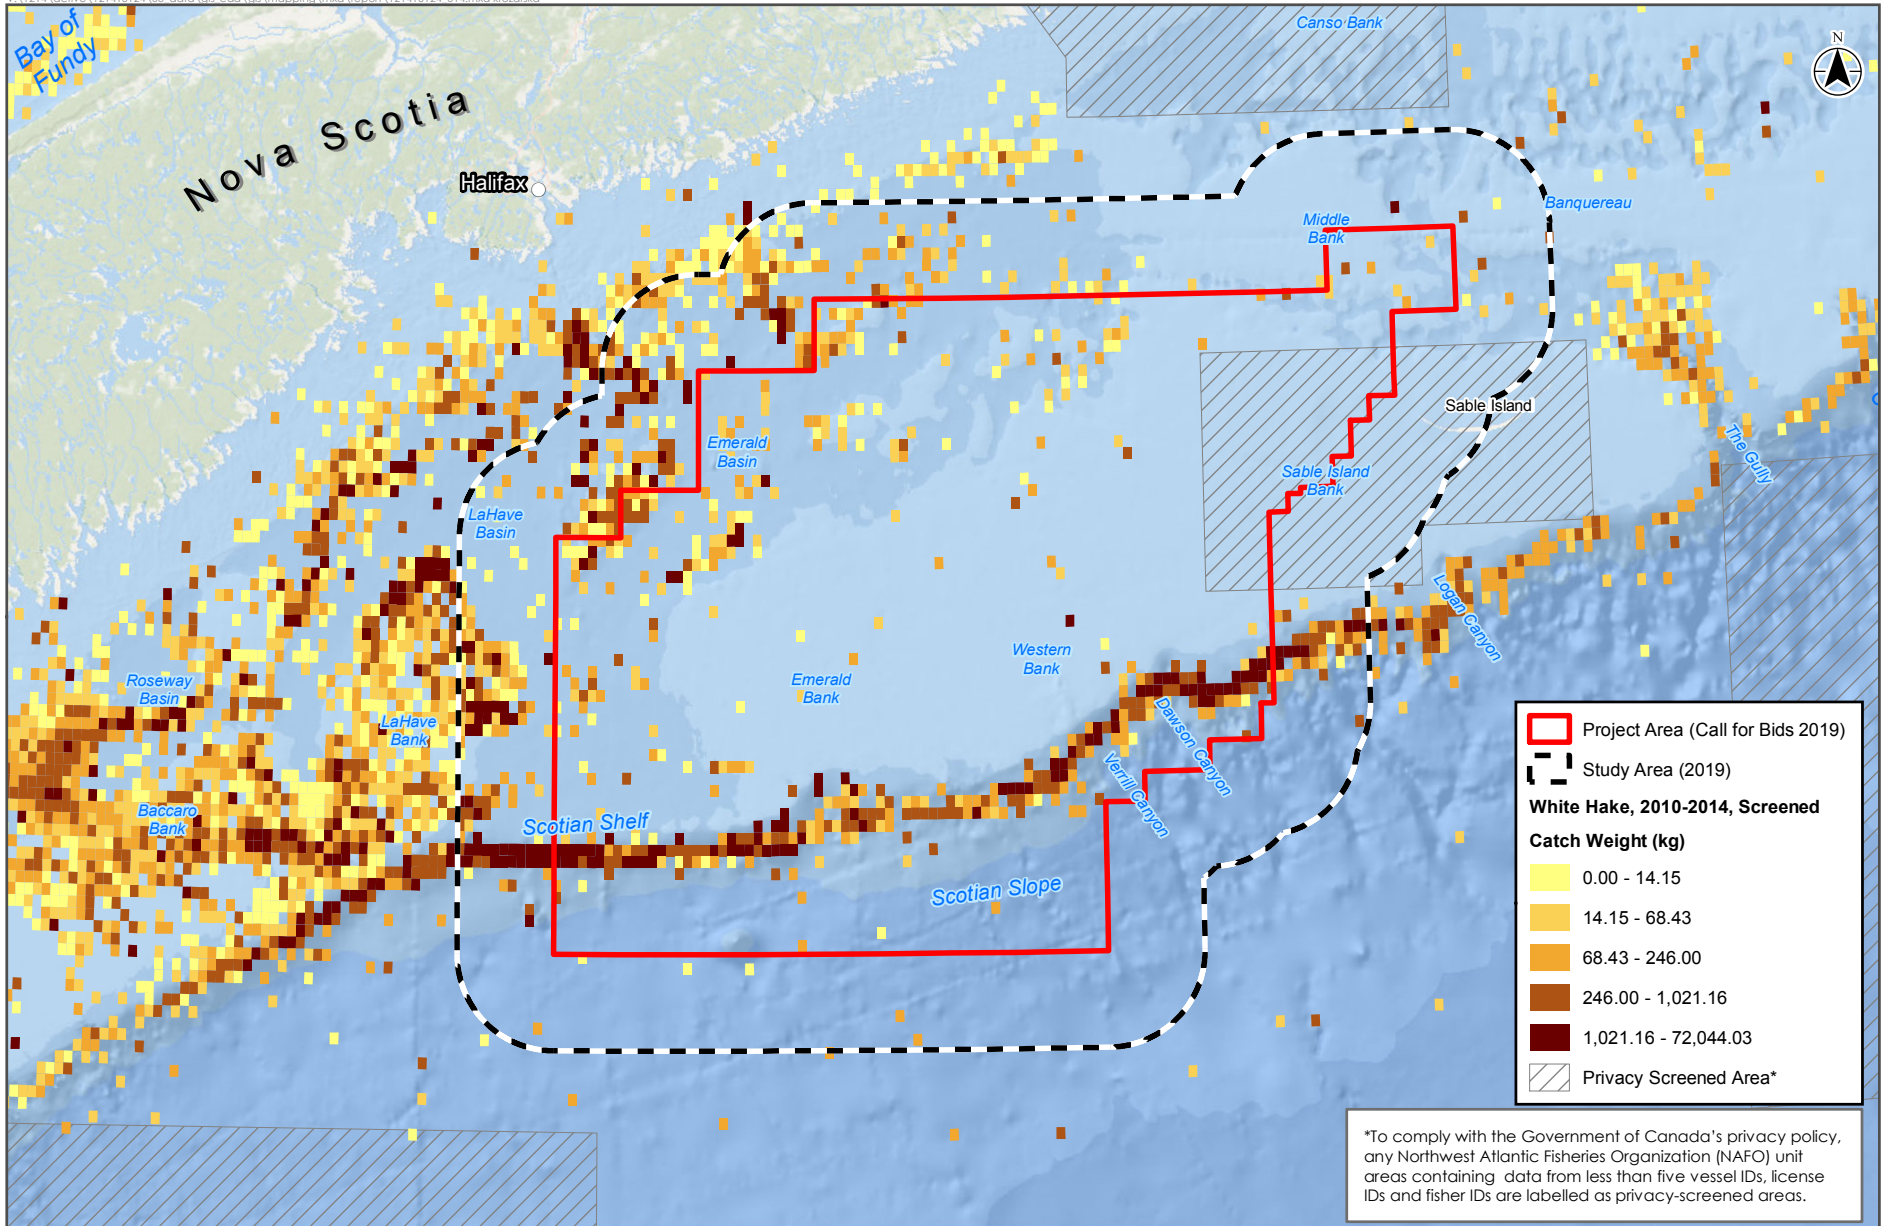 Bay of
Fundy
Nova Scotia
Halifax
Canso Bank
N
Banquereau
Middle
Bank
Sable Island
Sable Island
Bank
The Gully
Emerald
Basin
LaHave
Basin
Logan Canyon
Western
Bank
Emerald
Bank
Roseway
Basin
LaHave
Bank
Dawson Canyon
Verrill Canyon
Baccaro
Bank
Scotian Shelf
Scotian Slope
Project Area (Call for Bids 2019)
Study Area (2019)
White Hake, 2010-2014, Screened
Catch Weight (kg)
0.00 - 14.15
14.15 - 68.43
68.43 - 246.00
246.00 - 1,021.16
1,021.16 - 72,044.03
Privacy Screened Area*
*To comply with the Government of Canada's privacy policy,
any Northwest Atlantic Fisheries Organization (NAFO) unit
areas containing data from less than five vessel IDs, license
IDs and fisher IDs are labelled as privacy-screened areas.